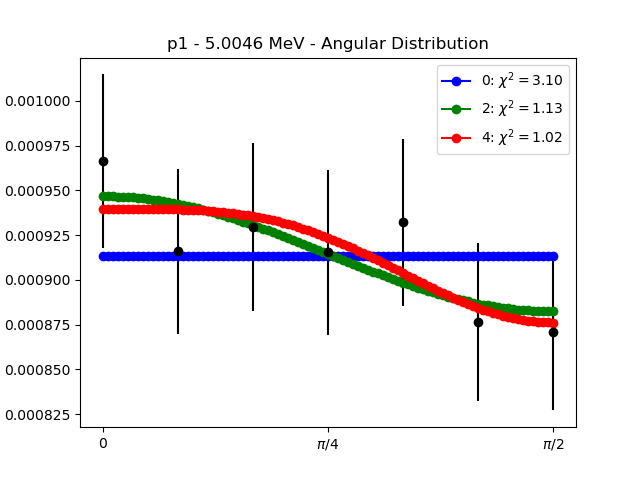 p1 - 5.0046 MeV - Angular Distribution
0.001000
0.000975
0.000950
0.000925
0.000900
0.000875
0.000850
0.000825
0: χ² = 3.10
2: χ² = 1.13
4: χ² = 1.02
0
π/4
π/2